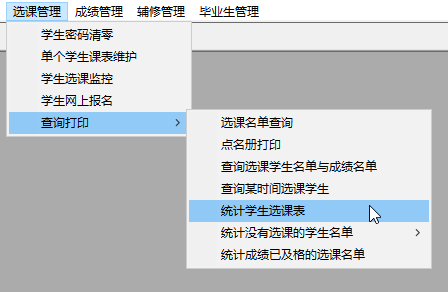 选课管理 成绩管理 辅修管理 毕业生管理
学生密码清零
单个学生课表维护
学生选课监控
学生网上报名
查询打印
选课名单查询
点名册打印
查询选课学生名单与成绩名单
查询某时间选课学生
统计学生选课表
统计没有选课的学生名单
统计成绩已及格的选课名单